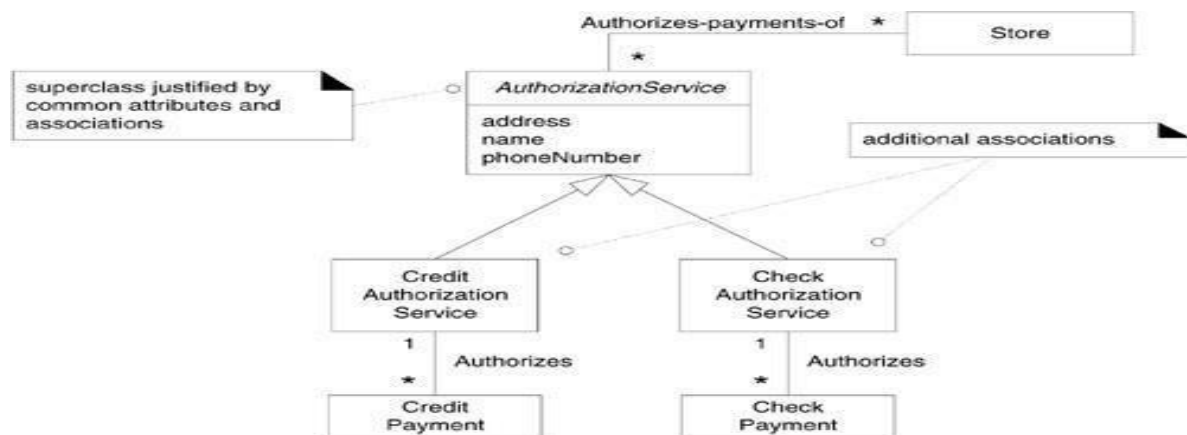 Authorizes-payments-of *
Store
*
superclass justified by
common attributes and
associations
AuthorizationService
address
name
phoneNumber
additional associations
Credit
Authorization
Service
Check
Authorization
Service
1
Authorizes
*
1
Authorizes
*
Credit
Payment
Check
Payment